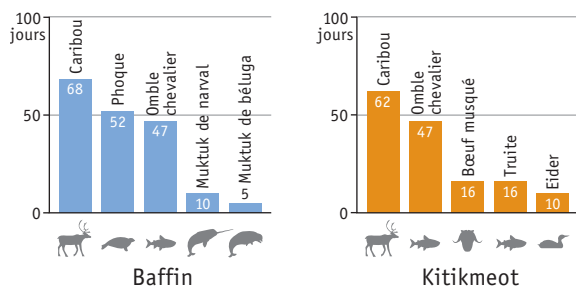 100
jours
50
0
Caribou
68
Phoque
52
Omble
chevalier
47
Muktuk de narval
10
Muktuk de béluga
5
Baffin
100
jours
50
0
Caribou
62
Omble
chevalier
47
Bœuf musqué
16
Truite
16
Eider
10
Kitikmeot